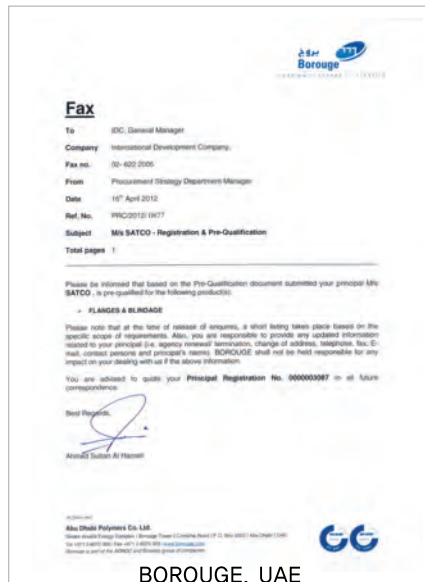 بروج
Borouge
Fax
To IDC, General Manager
Company International Development Company,
Fax no. 02- 622 2006
From Procurement Strategy Department Manager
Date 16th April 2012
Ref. No. PRC/2012/
Subject M/s SATCO - Registration & Pre-Qualification
Total pages 1
Please be informed that based on the Pre-Qualification document submitted your principal M/s
SATCO , is pre-qualified for the following product(s):
FLANGES & BLINDAGE
Please note that at the time of release of enquires, a short listing takes place based on the
specific scope of requirements. Also, you are responsible to provide any updated information
related to your principal (i.e. agency renewal/ termination, change of address, telephone, fax, E-
mail, contact persons and principal's name). BOROUGE shall not be held responsible for any
impact on your dealing with us if the above information.
You are advised to quote your Principal Registration No. 0000003087 in all future
correspondence.
Best Regards,
Ahmed Sultan Al
Abu Dhabi Polymers Co. Ltd.
BOROUGE, UAE